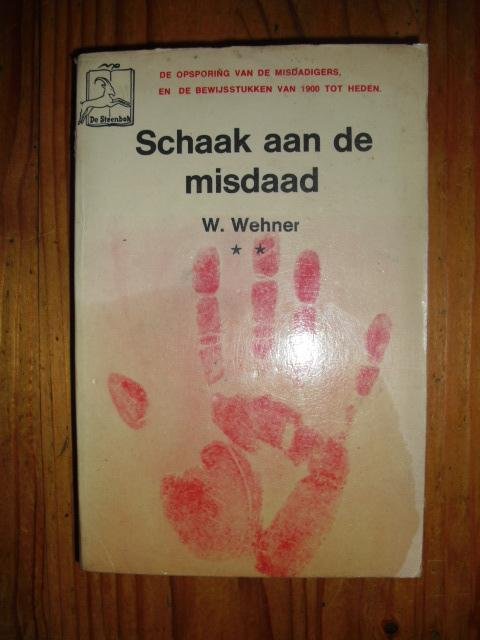 DE OPSPORING VAN DE MISDADIGERS,
EN DE BEWIJSSTUKKEN VAN 1900 TOT HEDEN.
De Steenbok
Schaak aan de
misdaad
W. Wehner
* *